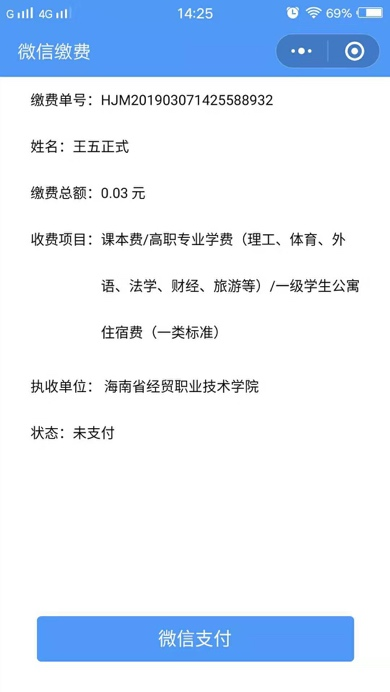 G 4G 14:25 69%
微信缴费
缴费单号：HJM201903071425588932
姓名：王五正式
缴费总额：0.03 元
收费项目：课本费/高职专业学费（理工、体育、外
语、法学、财经、旅游等）/一级学生公寓
住宿费（一类标准）
执收单位： 海南省经贸职业技术学院
状态：未支付
微信支付